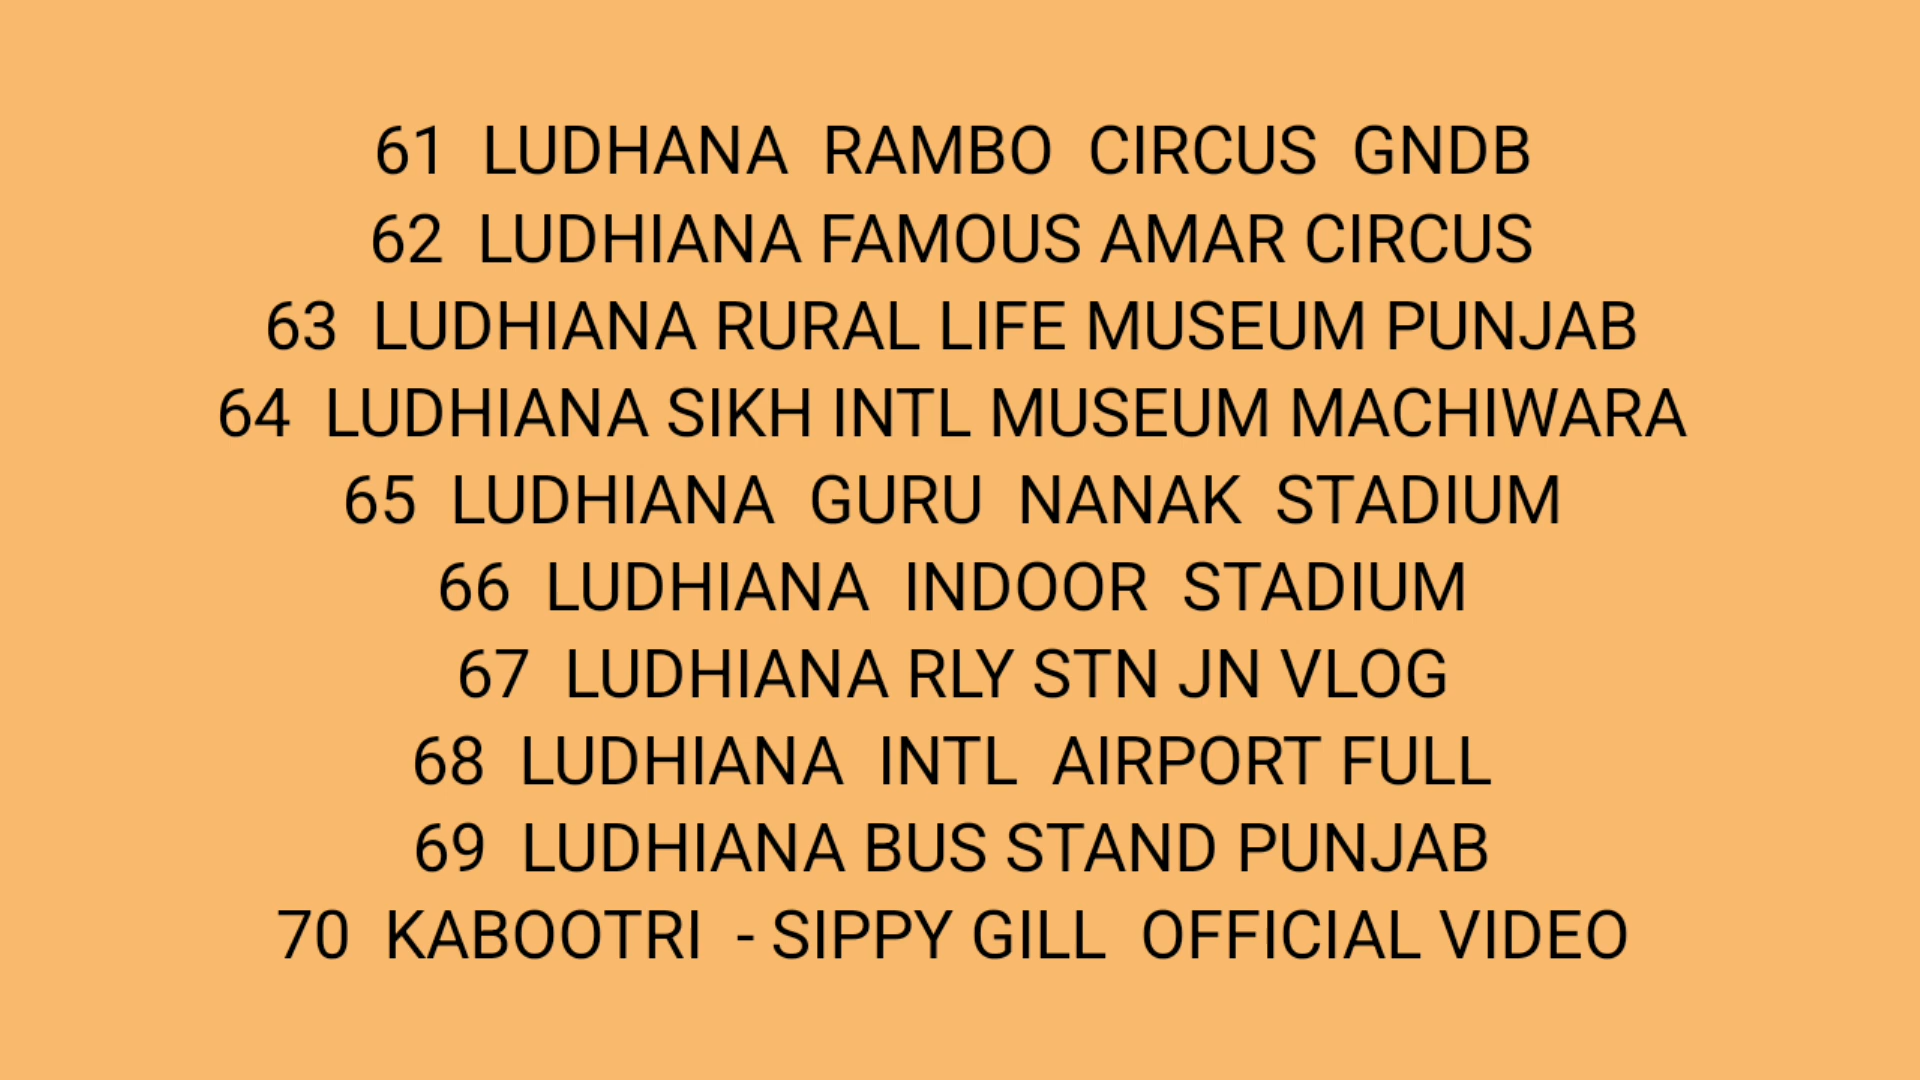 61 LUDHANA RAMBO CIRCUS GNDB
62 LUDHIANA FAMOUS AMAR CIRCUS
63 LUDHIANA RURAL LIFE MUSEUM PUNJAB
64 LUDHIANA SIKH INTL MUSEUM MACHIWARA
65 LUDHIANA GURU NANAK STADIUM
66 LUDHIANA INDOOR STADIUM
67 LUDHIANA RLY STN JN VLOG
68 LUDHIANA INTL AIRPORT FULL
69 LUDHIANA BUS STAND PUNJAB
70 KABOOTRI - SIPPY GILL OFFICIAL VIDEO